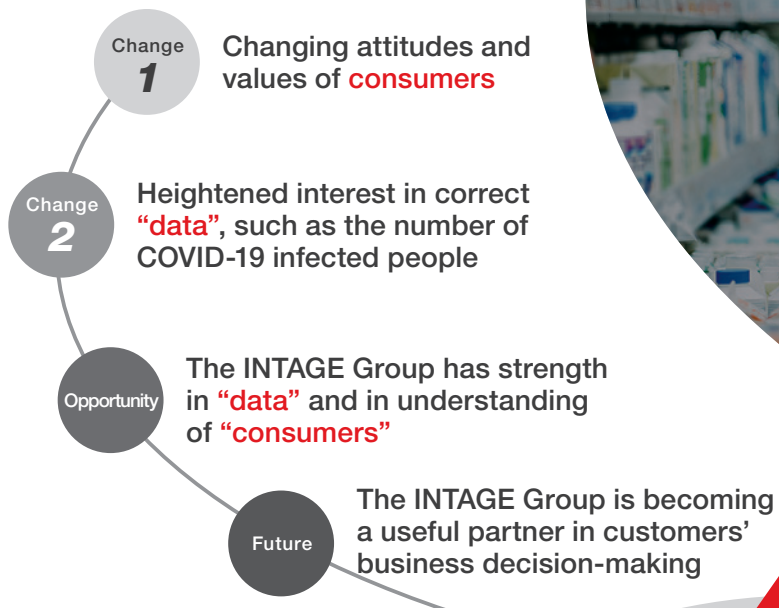 Change
1
Changing attitudes and
values of consumers
Change
2
Heightened interest in correct
“data”, such as the number of
COVID-19 infected people
Opportunity
The INTAGE Group has strength
in “data” and in understanding
of “consumers”
Future
The INTAGE Group is becoming
a useful partner in customers’
business decision-making